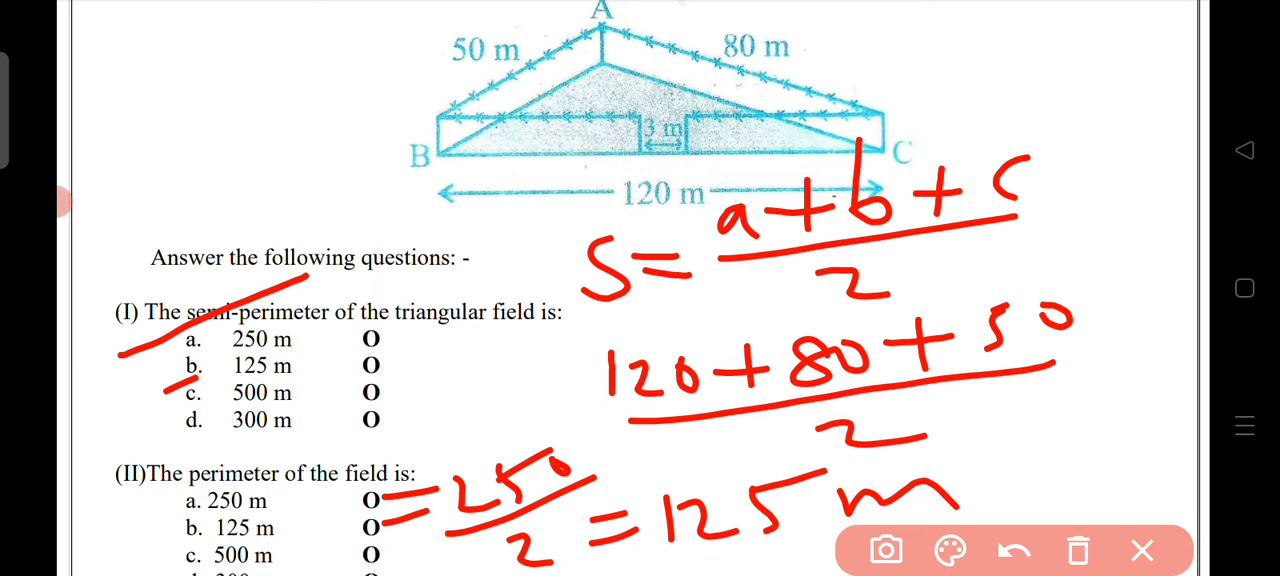 A
50 m
80 m
3 m
B
C
120 m
S = a + b + c
2
Answer the following questions: -
(I) The semi-perimeter of the triangular field is:
a. 250 m O
b. 125 m O
c. 500 m O
d. 300 m O
120 + 80 + 50
2
(II)The perimeter of the field is:
a. 250 m O
b. 125 m O
c. 500 m O
= 250
2
= 125 m